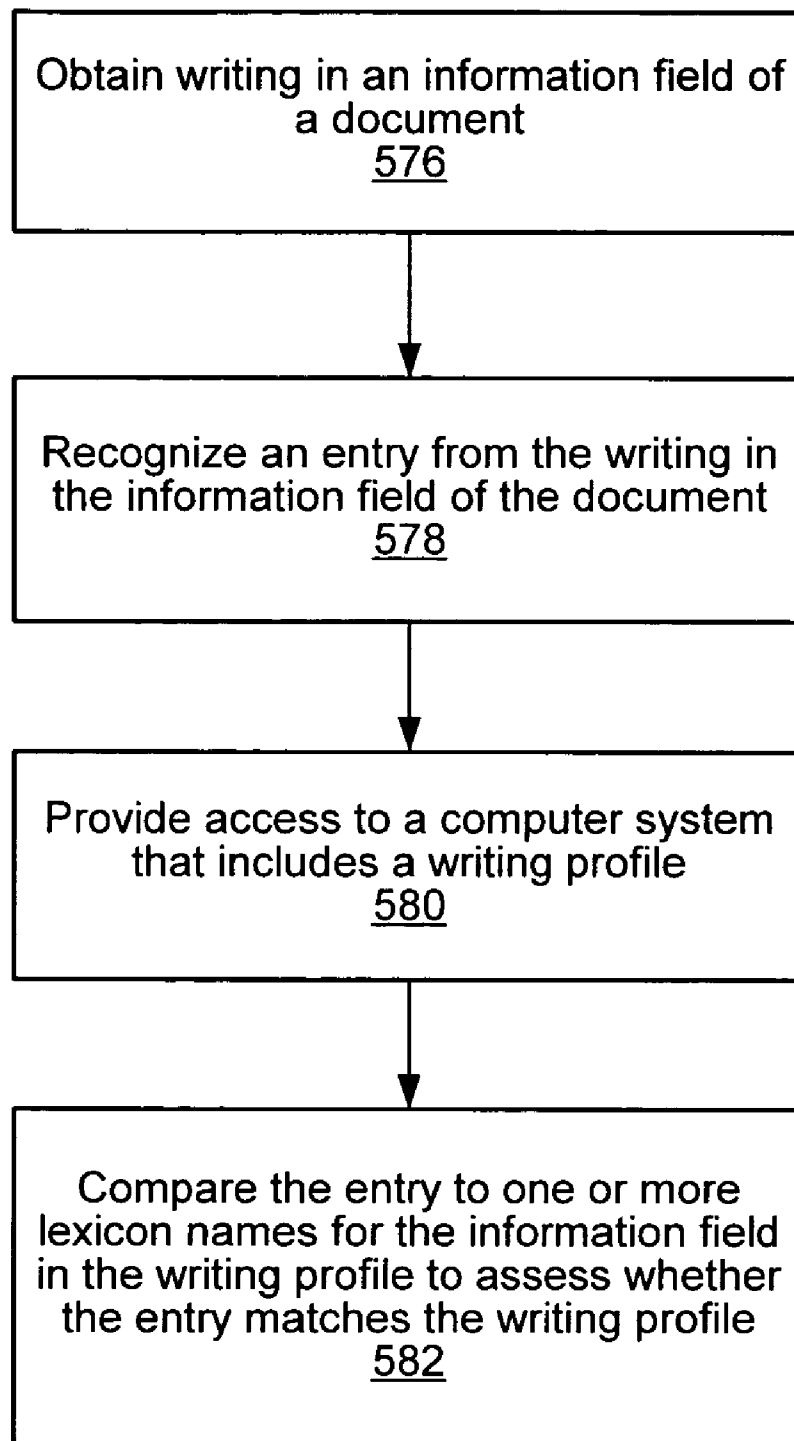 Obtain writing in an information field of
a document
576
Recognize an entry from the writing in
the information field of the document
578
Provide access to a computer system
that includes a writing profile
580
Compare the entry to one or more
lexicon names for the information field
in the writing profile to assess whether
the entry matches the writing profile
582